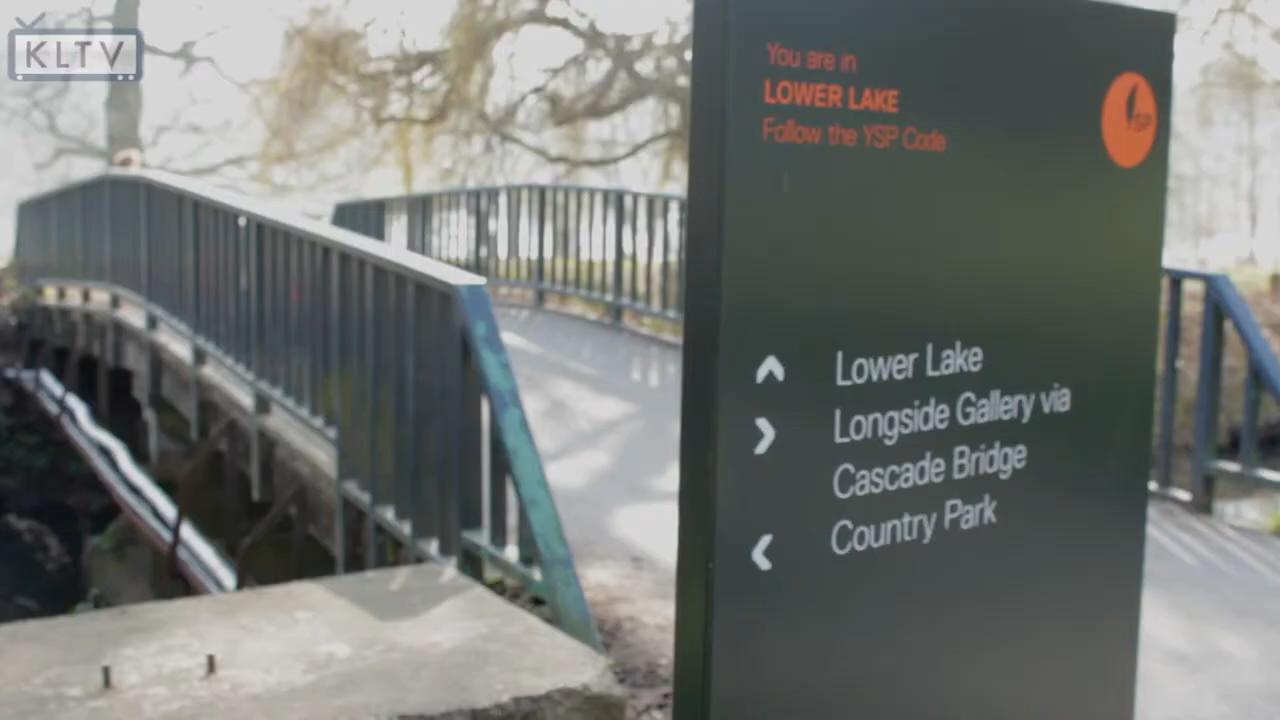 KLTV
You are in
LOWER LAKE
Follow the YSP Code
YSP
Lower Lake
Longside Gallery via
Cascade Bridge
Country Park